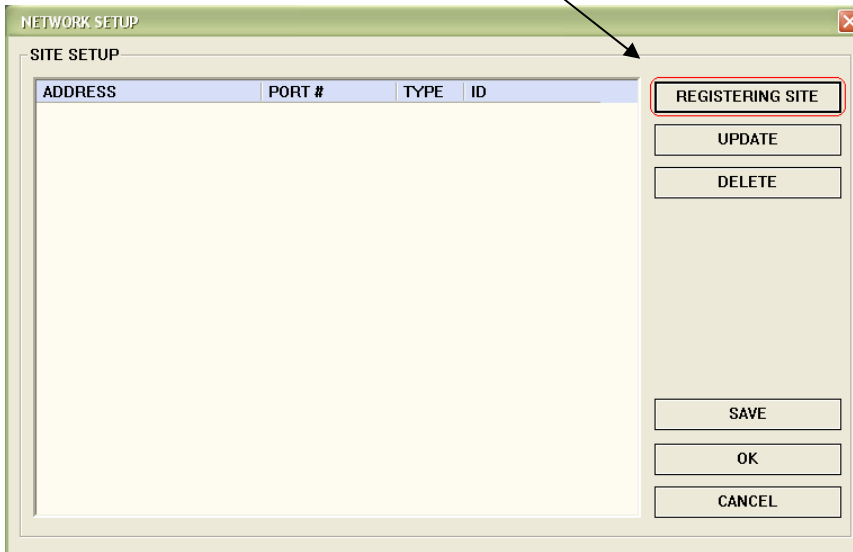 NETWORK SETUP
SITE SETUP
ADDRESS PORT # TYPE ID
REGISTERING SITE
UPDATE
DELETE
SAVE
OK
CANCEL